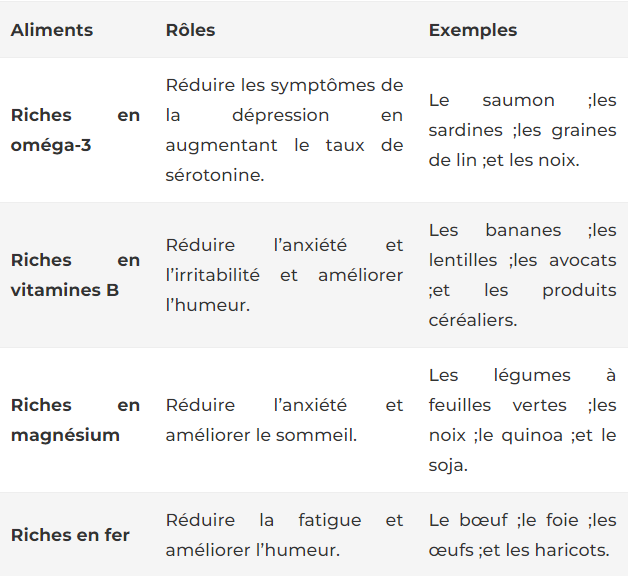 Aliments Rôles Exemples
Riches en
oméga-3
Réduire les symptômes de
la dépression en
augmentant le taux de
sérotonine.
Le saumon ;les
sardines ;les graines
de lin ;et les noix.
Riches en
vitamines B
Réduire l’anxiété et
l’irritabilité et améliorer
l’humeur.
Les bananes ;les
lentilles ;les avocats
;et les produits
céréaliers.
Riches en
magnésium
Réduire l’anxiété et
améliorer le sommeil.
Les légumes à
feuilles vertes ;les
noix ;le quinoa ;et le
soja.
Riches en fer
Réduire la fatigue et
améliorer l’humeur.
Le bœuf ;le foie ;les
œufs ;et les haricots.